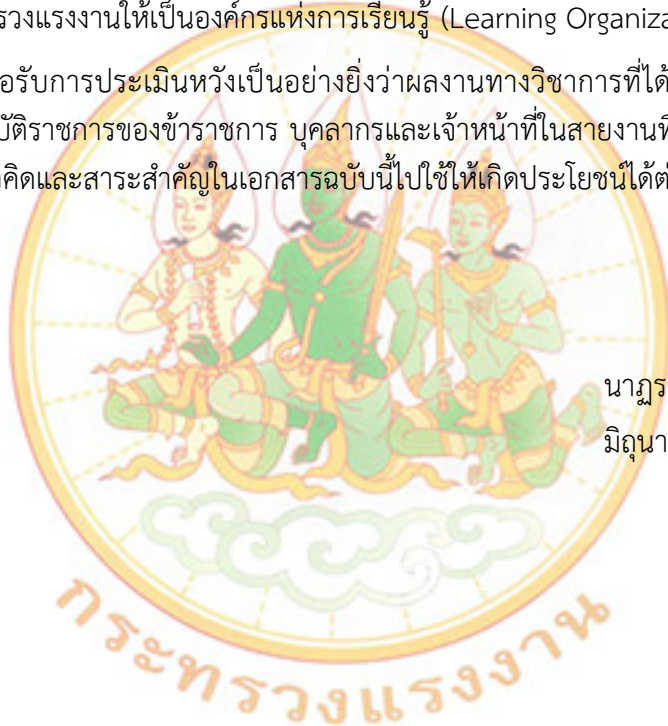 รวงแรงงานให้เป็นองค์กรแห่งการเรียนรู้ (Learning Organiza
อรับการประเมินหวังเป็นอย่างยิ่งว่าผลงานทางวิชาการที่ได้
บัติราชการของข้าราชการ บุคลากรและเจ้าหน้าที่ในสายงานที
คิดและสาระสำคัญในเอกสารฉบับนี้ไปใช้ให้เกิดประโยชน์ได้ต
นาฏร
มิถุนา
กระทรวงแรงงาน